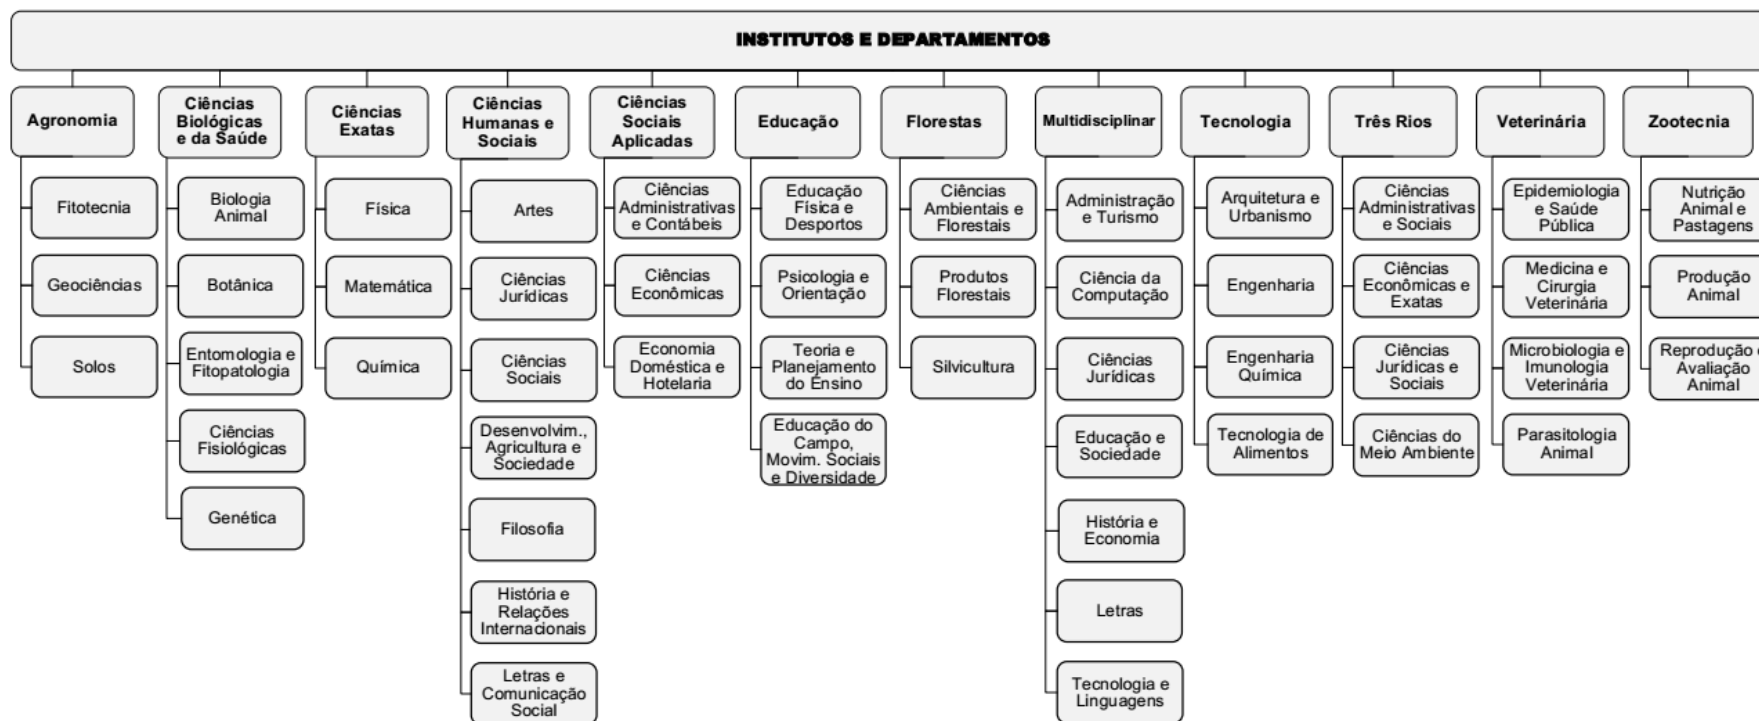 INSTITUTOS E DEPARTAMENTOS
Agronomia
Fitotecnia
Geociências
Solos
Ciências
Biológicas
e da Saúde
Biologia
Animal
Botânica
Entomologia e
Fitopatologia
Ciências
Fisiológicas
Genética
Ciências
Exatas
Física
Matemática
Química
Ciências
Humanas e
Sociais
Artes
Ciências
Jurídicas
Ciências
Sociais
Desenvolvim.,
Agricultura e
Sociedade
Filosofia
História e
Relações
Internacionais
Letras e
Comunicação
Social
Ciências
Sociais
Aplicadas
Ciências
Administrativas
e Contábeis
Ciências
Econômicas
Economia
Doméstica e
Hotelaria
Educação
Educação
Física e
Desportos
Psicologia e
Orientação
Teoria e
Planejamento
do Ensino
Educação do
Campo,
Movim. Sociais
e Diversidade
Florestas
Ciências
Ambientais e
Florestais
Produtos
Florestais
Silvicultura
Multidisciplinar
Administração
e Turismo
Ciência da
Computação
Ciências
Jurídicas
Educação e
Sociedade
História e
Economia
Letras
Tecnologia e
Linguagens
Tecnologia
Arquitetura e
Urbanismo
Engenharia
Engenharia
Química
Tecnologia de
Alimentos
Três Rios
Ciências
Administrativas
e Sociais
Ciências
Econômicas e
Exatas
Ciências
Jurídicas e
Sociais
Ciências do
Meio Ambiente
Veterinária
Epidemiologia
e Saúde
Pública
Medicina e
Cirurgia
Veterinária
Microbiologia e
Imunologia
Veterinária
Parasitologia
Animal
Zootecnia
Nutrição
Animal e
Pastagens
Produção
Animal
Reprodução e
Avaliação
Animal